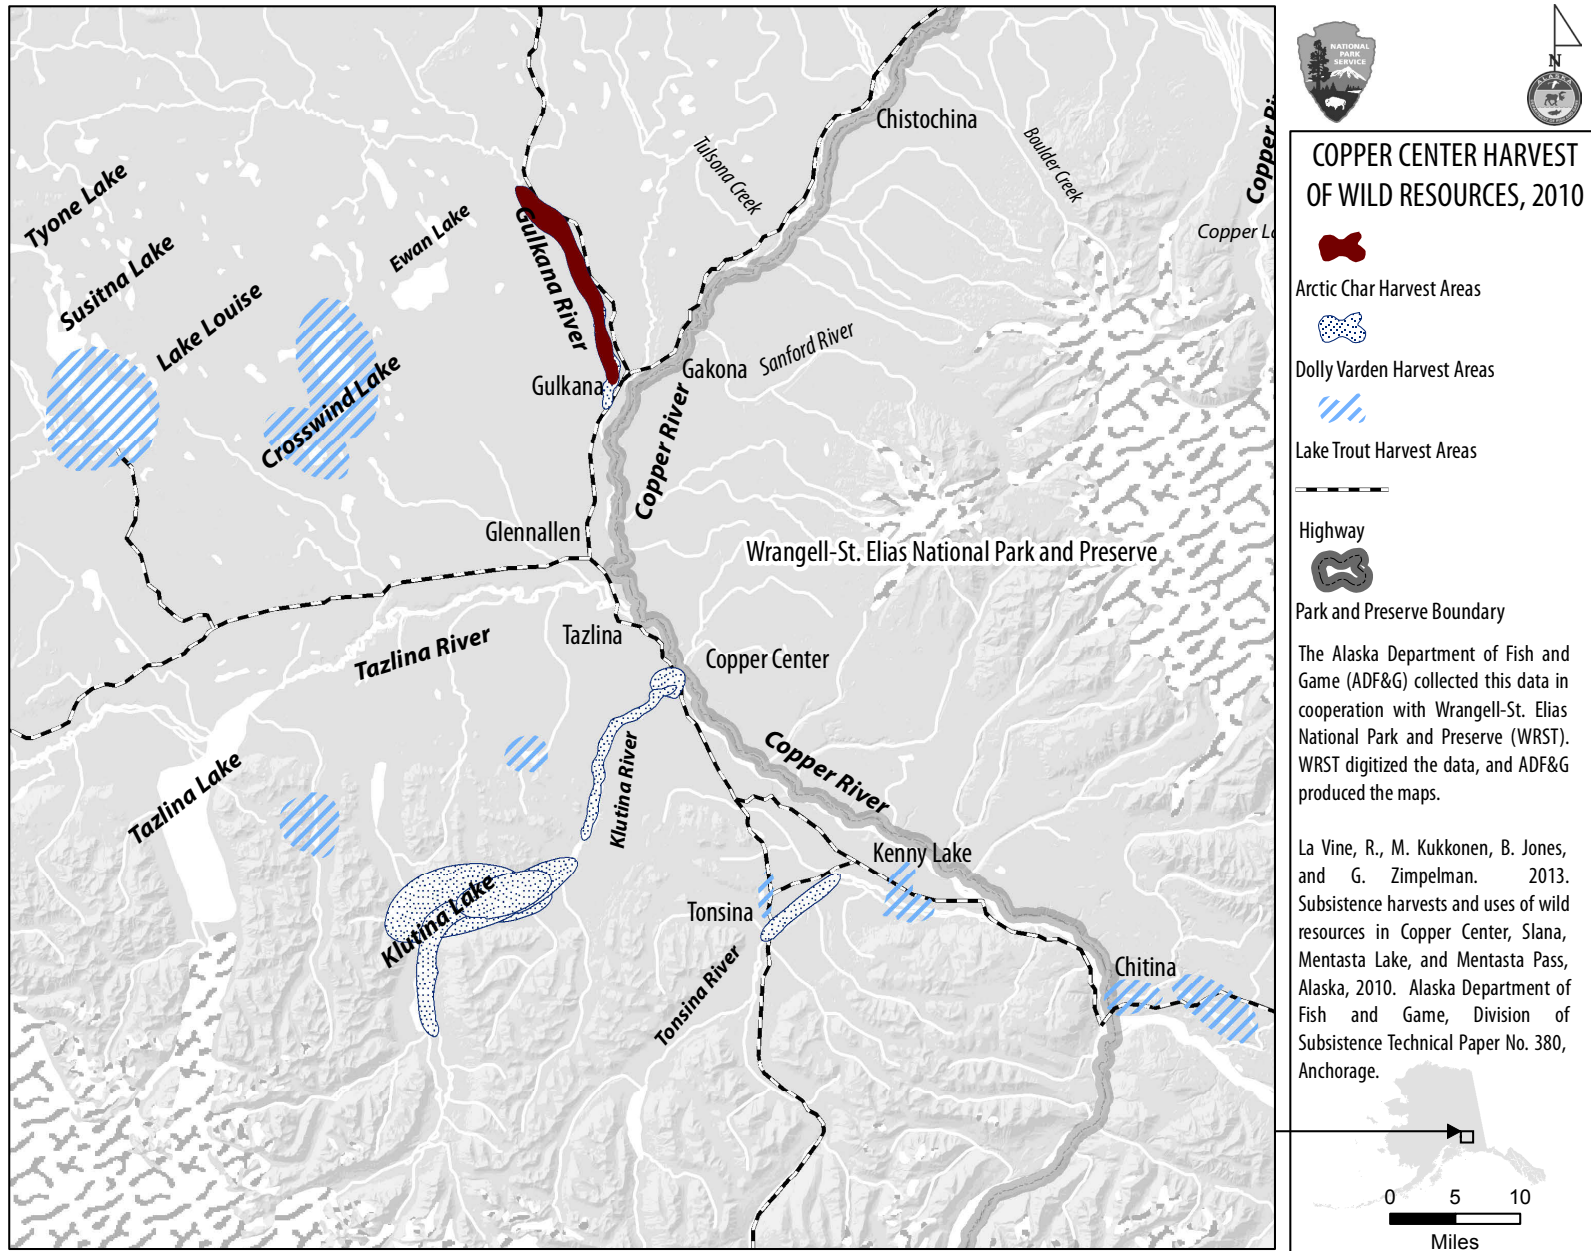 Chistochina
Tulsona Creek
Boulder Creek
Copper Ri
Copper La
Tyone Lake
Susitna Lake
Lake Louise
Ewan Lake
Crosswind Lake
Gulkana River
Gulkana
Gakona
Sanford River
Copper River
Glennallen
Wrangell-St. Elias National Park and Preserve
Tazlina
Tazlina River
Copper Center
Tazlina Lake
Klutina River
Copper River
Kenny Lake
Klutina Lake
Tonsina
Tonsina River
Chitina
NATIONAL
PARK
SERVICE
N
ALASKA
COPPER CENTER HARVEST
OF WILD RESOURCES, 2010
Arctic Char Harvest Areas
Dolly Varden Harvest Areas
Lake Trout Harvest Areas
Highway
Park and Preserve Boundary
The Alaska Department of Fish and
Game (ADF&G) collected this data in
cooperation with Wrangell-St. Elias
National Park and Preserve (WRST).
WRST digitized the data, and ADF&G
produced the maps.
La Vine, R., M. Kukkonen, B. Jones,
and G. Zimpelman. 2013.
Subsistence harvests and uses of wild
resources in Copper Center, Slana,
Mentasta Lake, and Mentasta Pass,
Alaska, 2010. Alaska Department of
Fish and Game, Division of
Subsistence Technical Paper No. 380,
Anchorage.
0 5 10
Miles